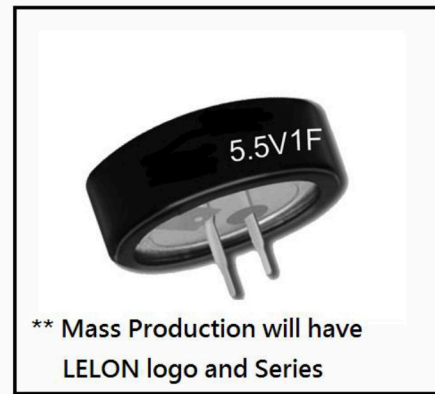 5.5V1F
** Mass Production will have
LELON logo and Series